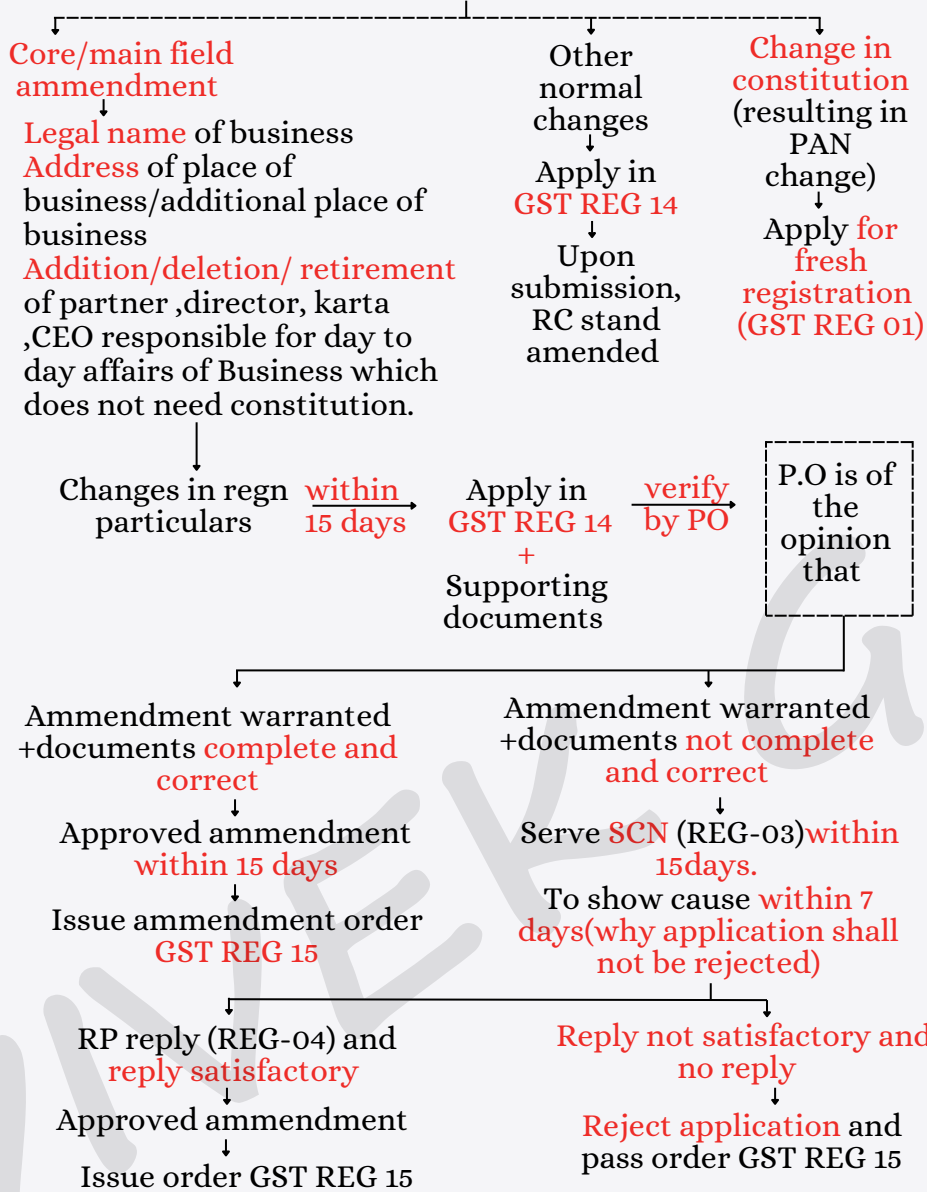 Core/main field
ammendment
Legal name of business
Address of place of
business/additional place of
business
Addition/deletion/ retirement
of partner ,director, karta
,CEO responsible for day to
day affairs of Business which
does not need constitution.
Other
normal
changes
Apply in
GST REG 14
Upon
submission,
RC stand
amended
Change in
constitution
(resulting in
PAN
change)
Apply for
fresh
registration
(GST REG 01)
Changes in regn
particulars
within
15 days
Apply in
GST REG 14
+
Supporting
documents
verify
by PO
P.O is of
the
opinion
that
Ammendment warranted
+documents complete and
correct
Approved ammendment
within 15 days
Issue ammendment order
GST REG 15
Ammendment warranted
+documents not complete
and correct
Serve SCN (REG-03)within
15days.
To show cause within 7
days(why application shall
not be rejected)
RP reply (REG-04) and
reply satisfactory
Approved ammendment
Issue order GST REG 15
Reply not satisfactory and
no reply
Reject application and
pass order GST REG 15
IVEK G